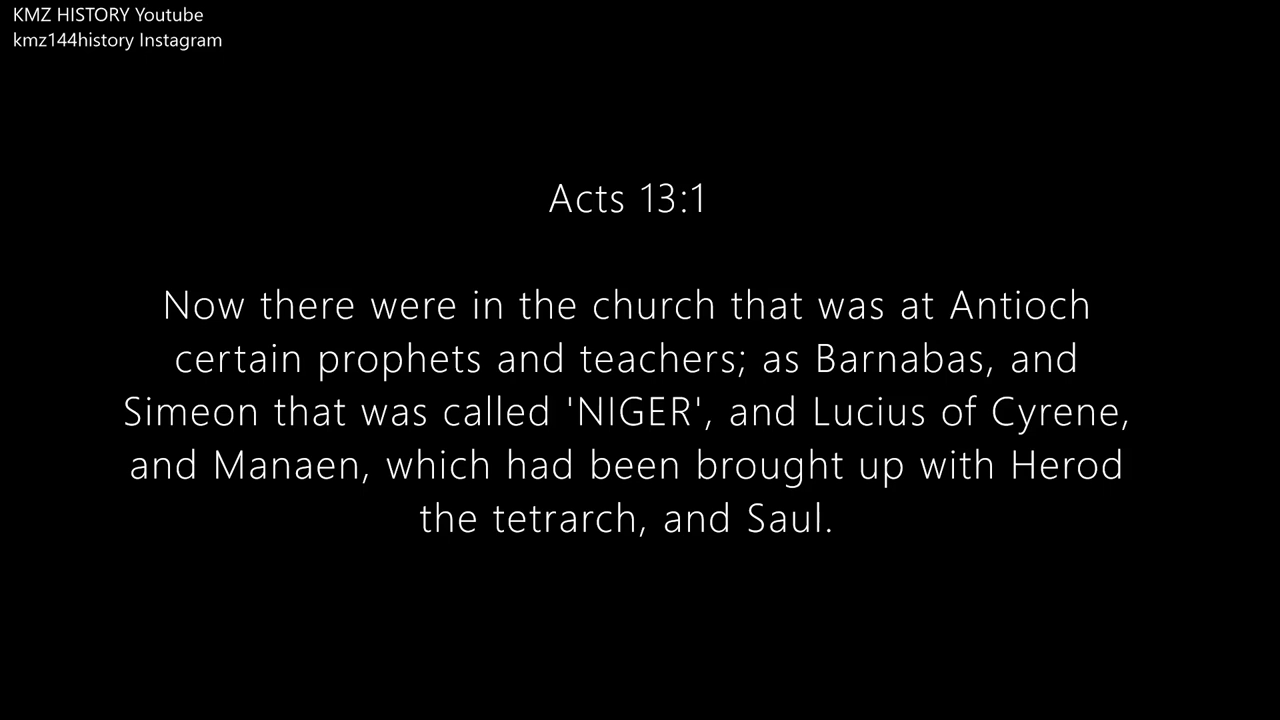 KMZ HISTORY Youtube
kmz144history Instagram
Acts 13:1
Now there were in the church that was at Antioch
certain prophets and teachers; as Barnabas, and
Simeon that was called 'NIGER', and Lucius of Cyrene,
and Manaen, which had been brought up with Herod
the tetrarch, and Saul.